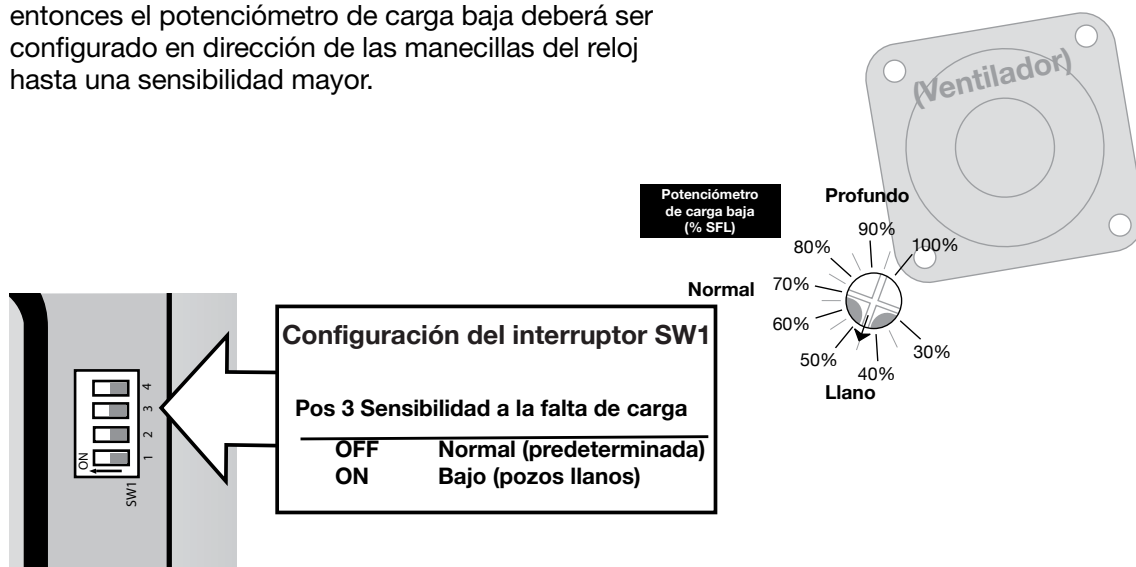 entonces el potenciómetro de carga baja deberá ser
configurado en dirección de las manecillas del reloj
hasta una sensibilidad mayor.
(Ventilador)
Potenciómetro
de carga baja
(% SFL)
Profundo
90%
80%
100%
Normal
70%
60%
50%
40%
30%
Llano
Configuración del interruptor SW1
Pos 3 Sensibilidad a la falta de carga
OFF Normal (predeterminada)
ON Bajo (pozos llanos)
ON
1 2 3 4
SW1